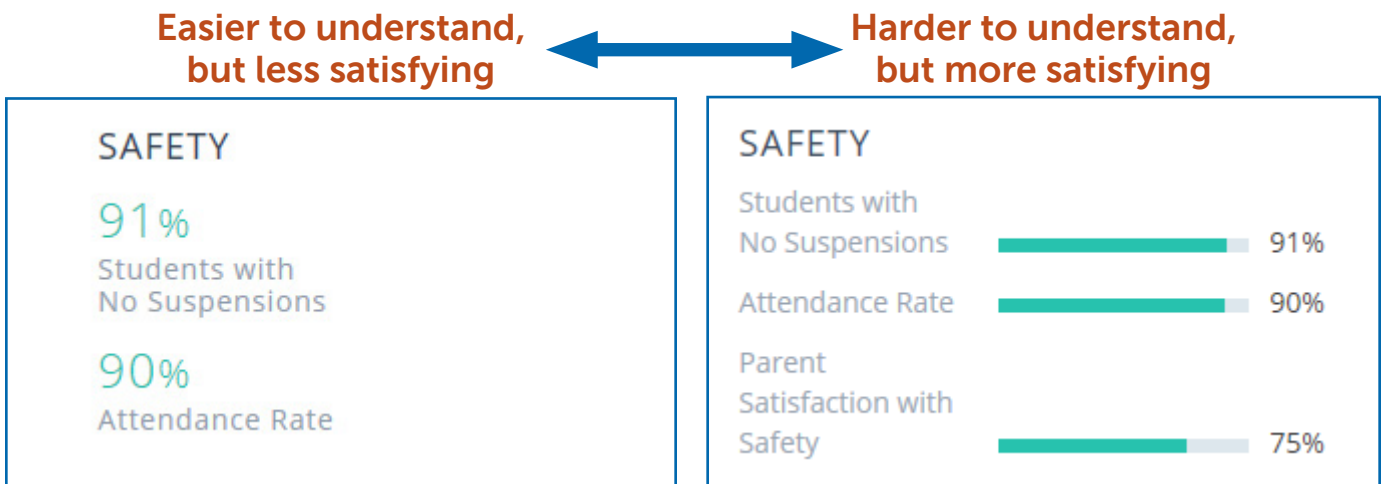 Easier to understand,
but less satisfying
Harder to understand,
but more satisfying
SAFETY
91%
Students with
No Suspensions
90%
Attendance Rate
SAFETY
Students with
No Suspensions 91%
Attendance Rate 90%
Parent
Satisfaction with
Safety 75%